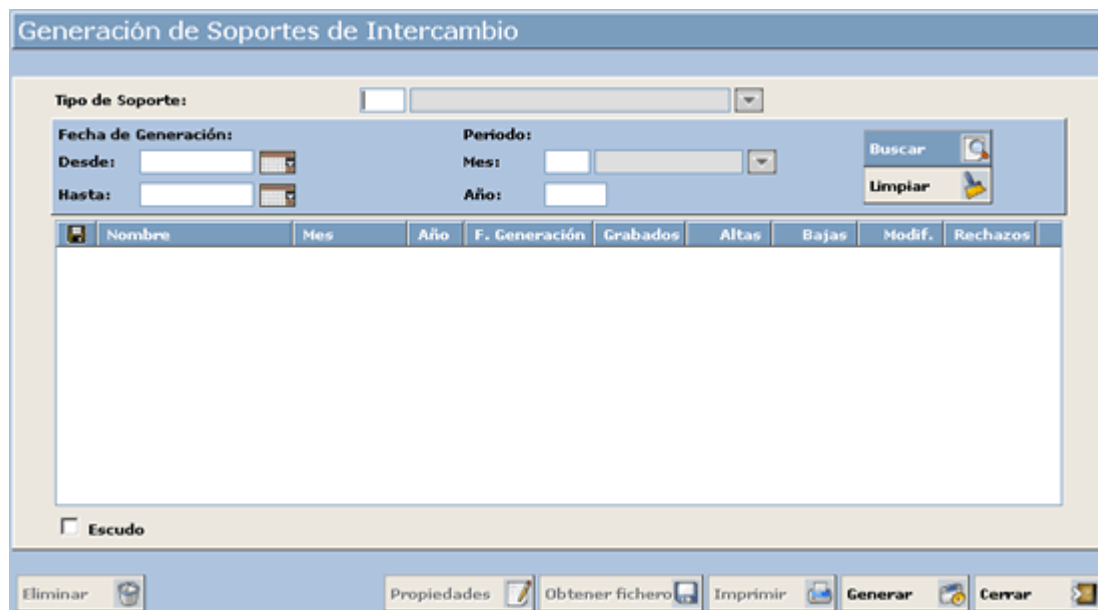 Generación de Soportes de Intercambio
Tipo de Soporte:
Fecha de Generación: Periodo:
Desde: Mes: Buscar
Hasta: Año: Limpiar
Nombre Mes Año F. Generación Grabados Altas Bajas Modif. Rechazos
Escudo
Eliminar Propiedades Obtener fichero Imprimir Generar Cerrar